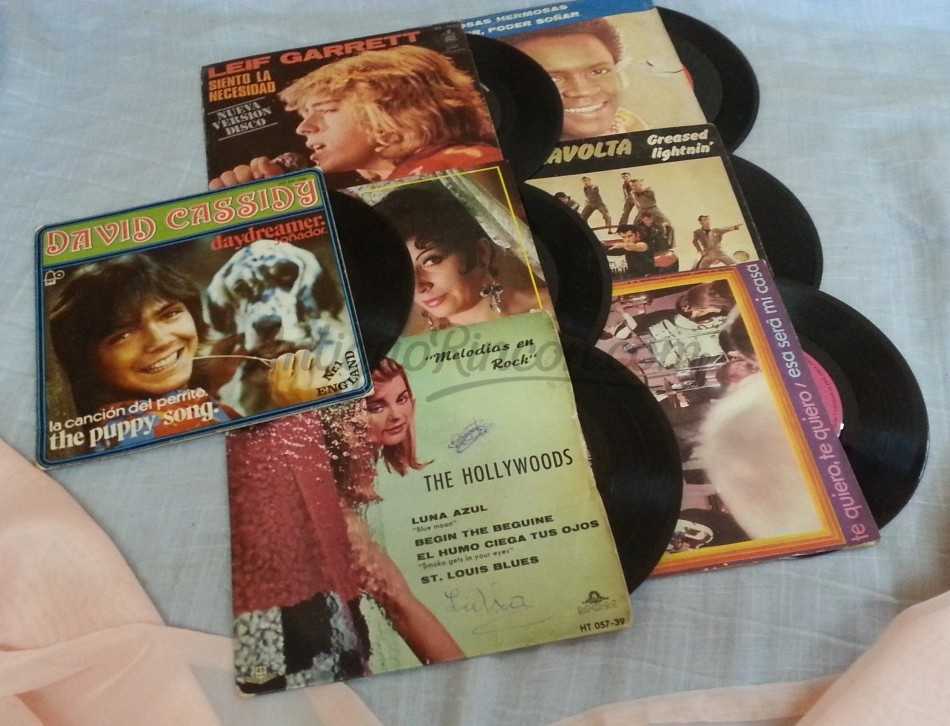 LEIF GARRETT
SIENTO LA
NECESIDAD
NUEVA
VERSION
DISCO
OSAS HERMOSAS
R, PODER SOÑAR
AVOLTA
Greased
lightnin'
DAVID CASSIDY
daydreamer.
soñador.
la canción del perrito.
the puppy song.
ENGLAND
"Melodías en
Rock"
THE HOLLYWOODS
LUNA AZUL
"Blue moon"
BEGIN THE BEGUINE
EL HUMO CIEGA TUS OJOS
"Smoke gets in your eyes"
ST. LOUIS BLUES
Luisa
HT 057-39
te quiero, te quiero / esa será mi casa